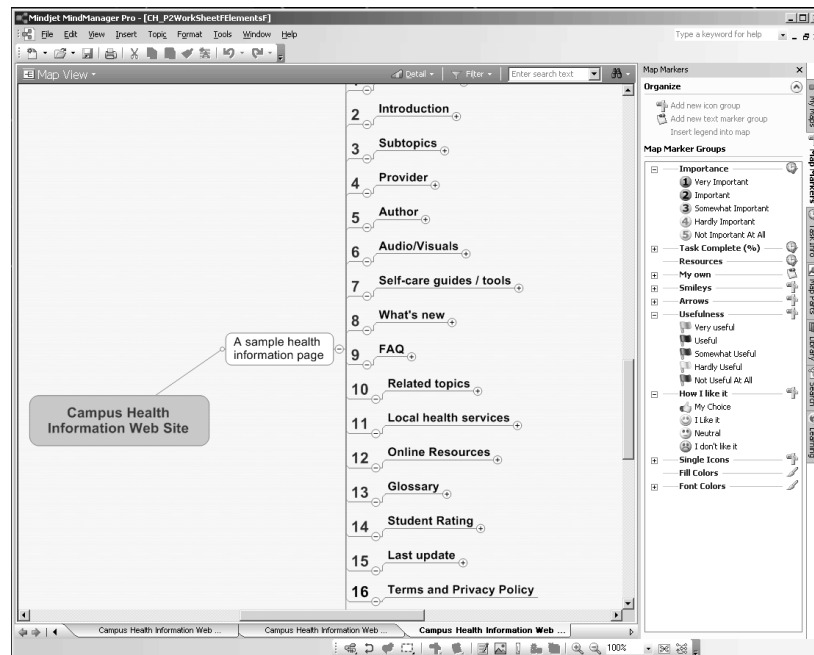 Mindjet MindManager Pro - [CH_P2WorkSheetFElementsF]
File Edit View Insert Topic Format Tools Window Help
Type a keyword for help
Map View
Detail
Filter
Enter search text
2 Introduction
3 Subtopics
4 Provider
5 Author
6 Audio/Visuals
7 Self-care guides / tools
8 What's new
9 FAQ
10 Related topics
11 Local health services
12 Online Resources
13 Glossary
14 Student Rating
15 Last update
16 Terms and Privacy Policy
A sample health
information page
Campus Health
Information Web Site
Map Markers
Organize
Add new icon group
Add new text marker group
Insert legend into map
Map Marker Groups
Importance
1 Very Important
2 Important
3 Somewhat Important
4 Hardly Important
5 Not Important At All
Task Complete (%)
Resources
My own
Smileys
Arrows
Usefulness
Very useful
Useful
Somewhat Useful
Hardly Useful
Not Useful At All
How I like it
My Choice
I Like it
Neutral
I don't like it
Single Icons
Fill Colors
Font Colors
My Maps
Map Markers
Task Info
Map Parts
Library
Search
Learning
Campus Health Information Web ...
Campus Health Information Web ...
Campus Health Information Web ...
100%